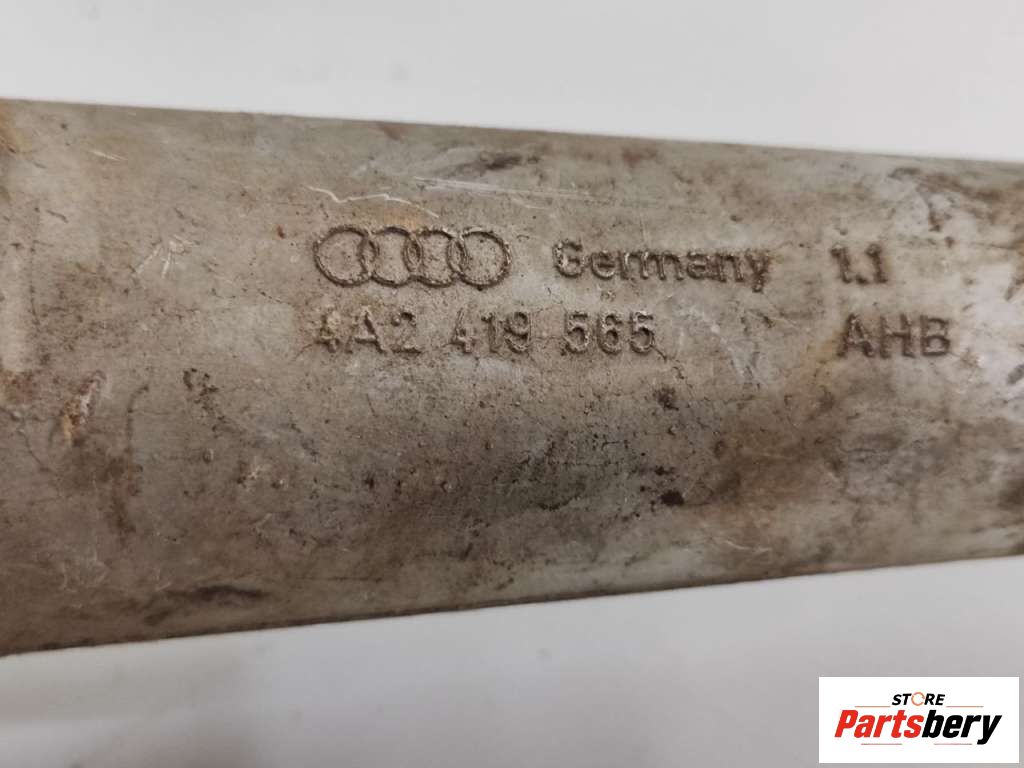 Germany 1.1
4A2 419 565 AHB
STORE
Partsbery